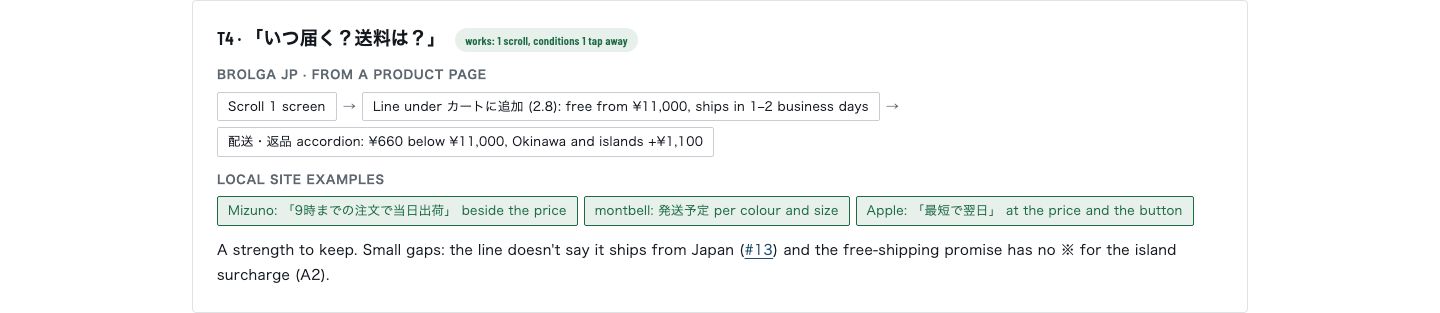 T4 · 「いつ届く？送料は？」 works: 1 scroll, conditions 1 tap away
BROLGA JP · FROM A PRODUCT PAGE
Scroll 1 screen → Line under カートに追加 (2.8): free from ¥11,000, ships in 1–2 business days →
配送・返品 accordion: ¥660 below ¥11,000, Okinawa and islands +¥1,100
LOCAL SITE EXAMPLES
Mizuno: 「9時までの注文で当日出荷」 beside the price montbell: 発送予定 per colour and size Apple: 「最短で翌日」 at the price and the button
A strength to keep. Small gaps: the line doesn't say it ships from Japan (#13) and the free-shipping promise has no ※ for the island
surcharge (A2).